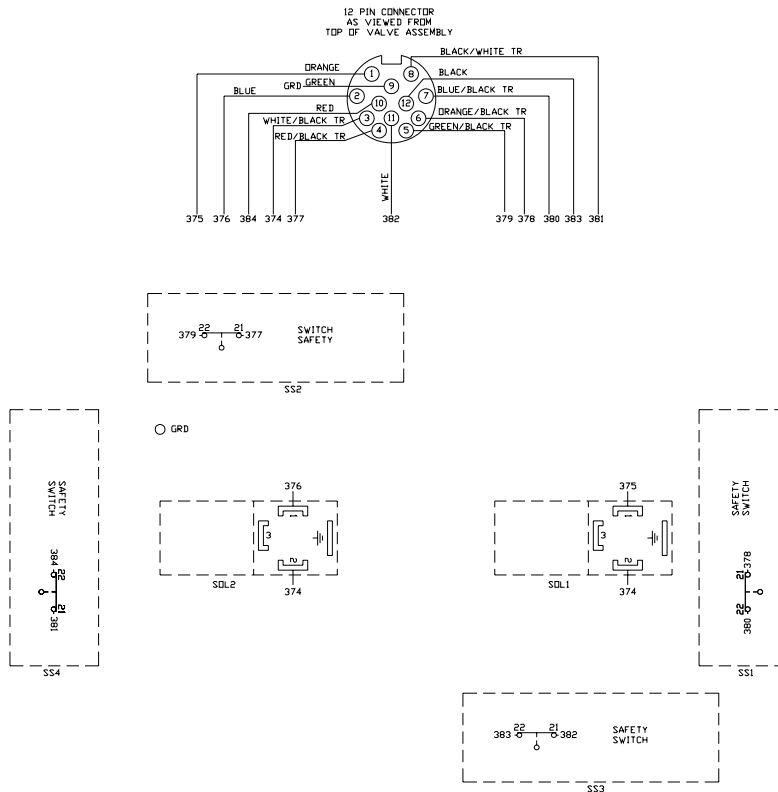 12 PIN CONNECTOR
AS VIEWED FROM
TOP OF VALVE ASSEMBLY
BLACK/WHITE TR
ORANGE
1
8
BLACK
GRD GREEN
9
BLUE
2
7
BLUE/BLACK TR
RED
10
12
ORANGE/BLACK TR
WHITE/BLACK TR
3
11
6
GREEN/BLACK TR
RED/BLACK TR
4
5
WHITE
375 376 384 374 377 382 379 378 380 383 381
379 22 21 377
SWITCH
SAFETY
SS2
GRD
SAFETY
SWITCH
384 22
21 381
SS4
376
1
3
2
SOL2
374
375
1
3
2
SOL1
374
SAFETY
SWITCH
21 378
22 380
SS1
383 22 21 382
SAFETY
SWITCH
SS3